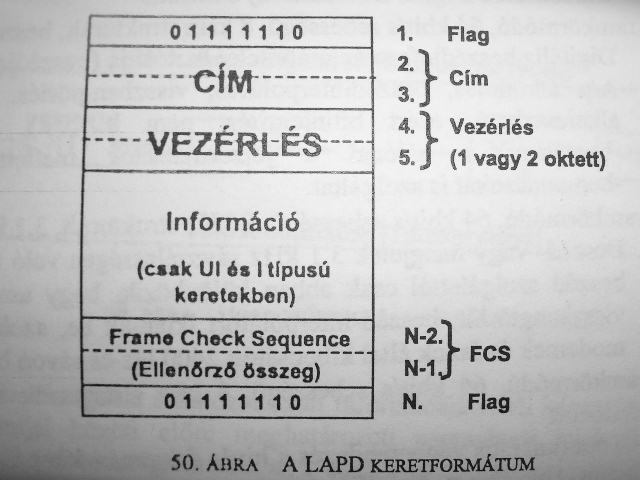 01111110 1. Flag
2.
CÍM Cím
3.
VEZÉRLÉS 4. Vezérlés
5. (1 vagy 2 oktett)
Információ
(csak UI és I típusú
keretekben)
Frame Check Sequence N-2.
FCS
(Ellenőrző összeg) N-1.
01111110 N. Flag
50. ÁBRA A LAPD KERETFORMÁTUM